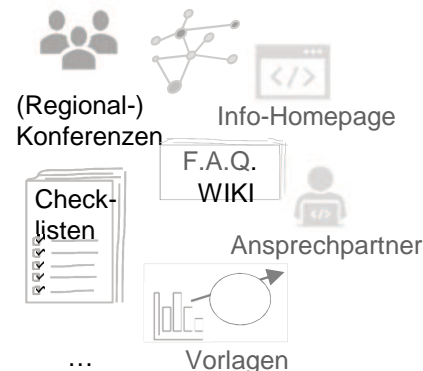 (Regional-)
Konferenzen
</>
Info-Homepage
F.A.Q.
WIKI
Check-
listen
</>
Ansprechpartner
…
Vorlagen